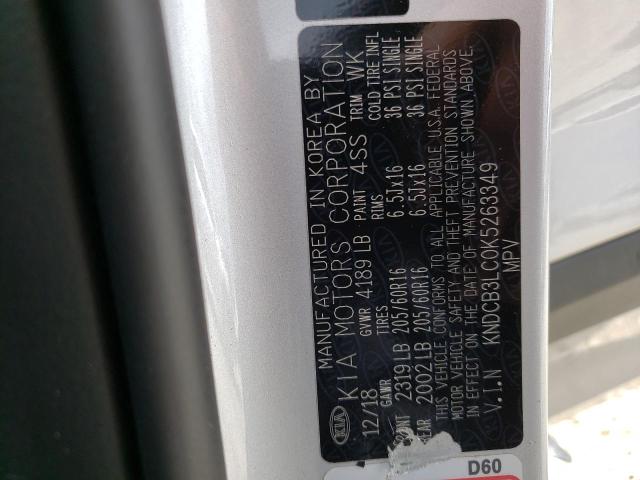 MANUFACTURED IN KOREA BY
KIA KIA MOTORS CORPORATION
12/18 GVWR 4189 LB PAINT 4SS TRIM WK
GAWR TIRES RIMS COLD TIRE INFL
2319 LB 205/60R16 6.5Jx16 36 PSI SINGLE
2002 LB 205/60R16 6.5Jx16 36 PSI SINGLE
THIS VEHICLE CONFORMS TO ALL APPLICABLE U.S.A. FEDERAL
MOTOR VEHICLE SAFETY AND THEFT PREVENTION STANDARDS
IN EFFECT ON THE DATE OF MANUFACTURE SHOWN ABOVE.
V.I.N KNDCB3LC0K5263349
MPV
D60